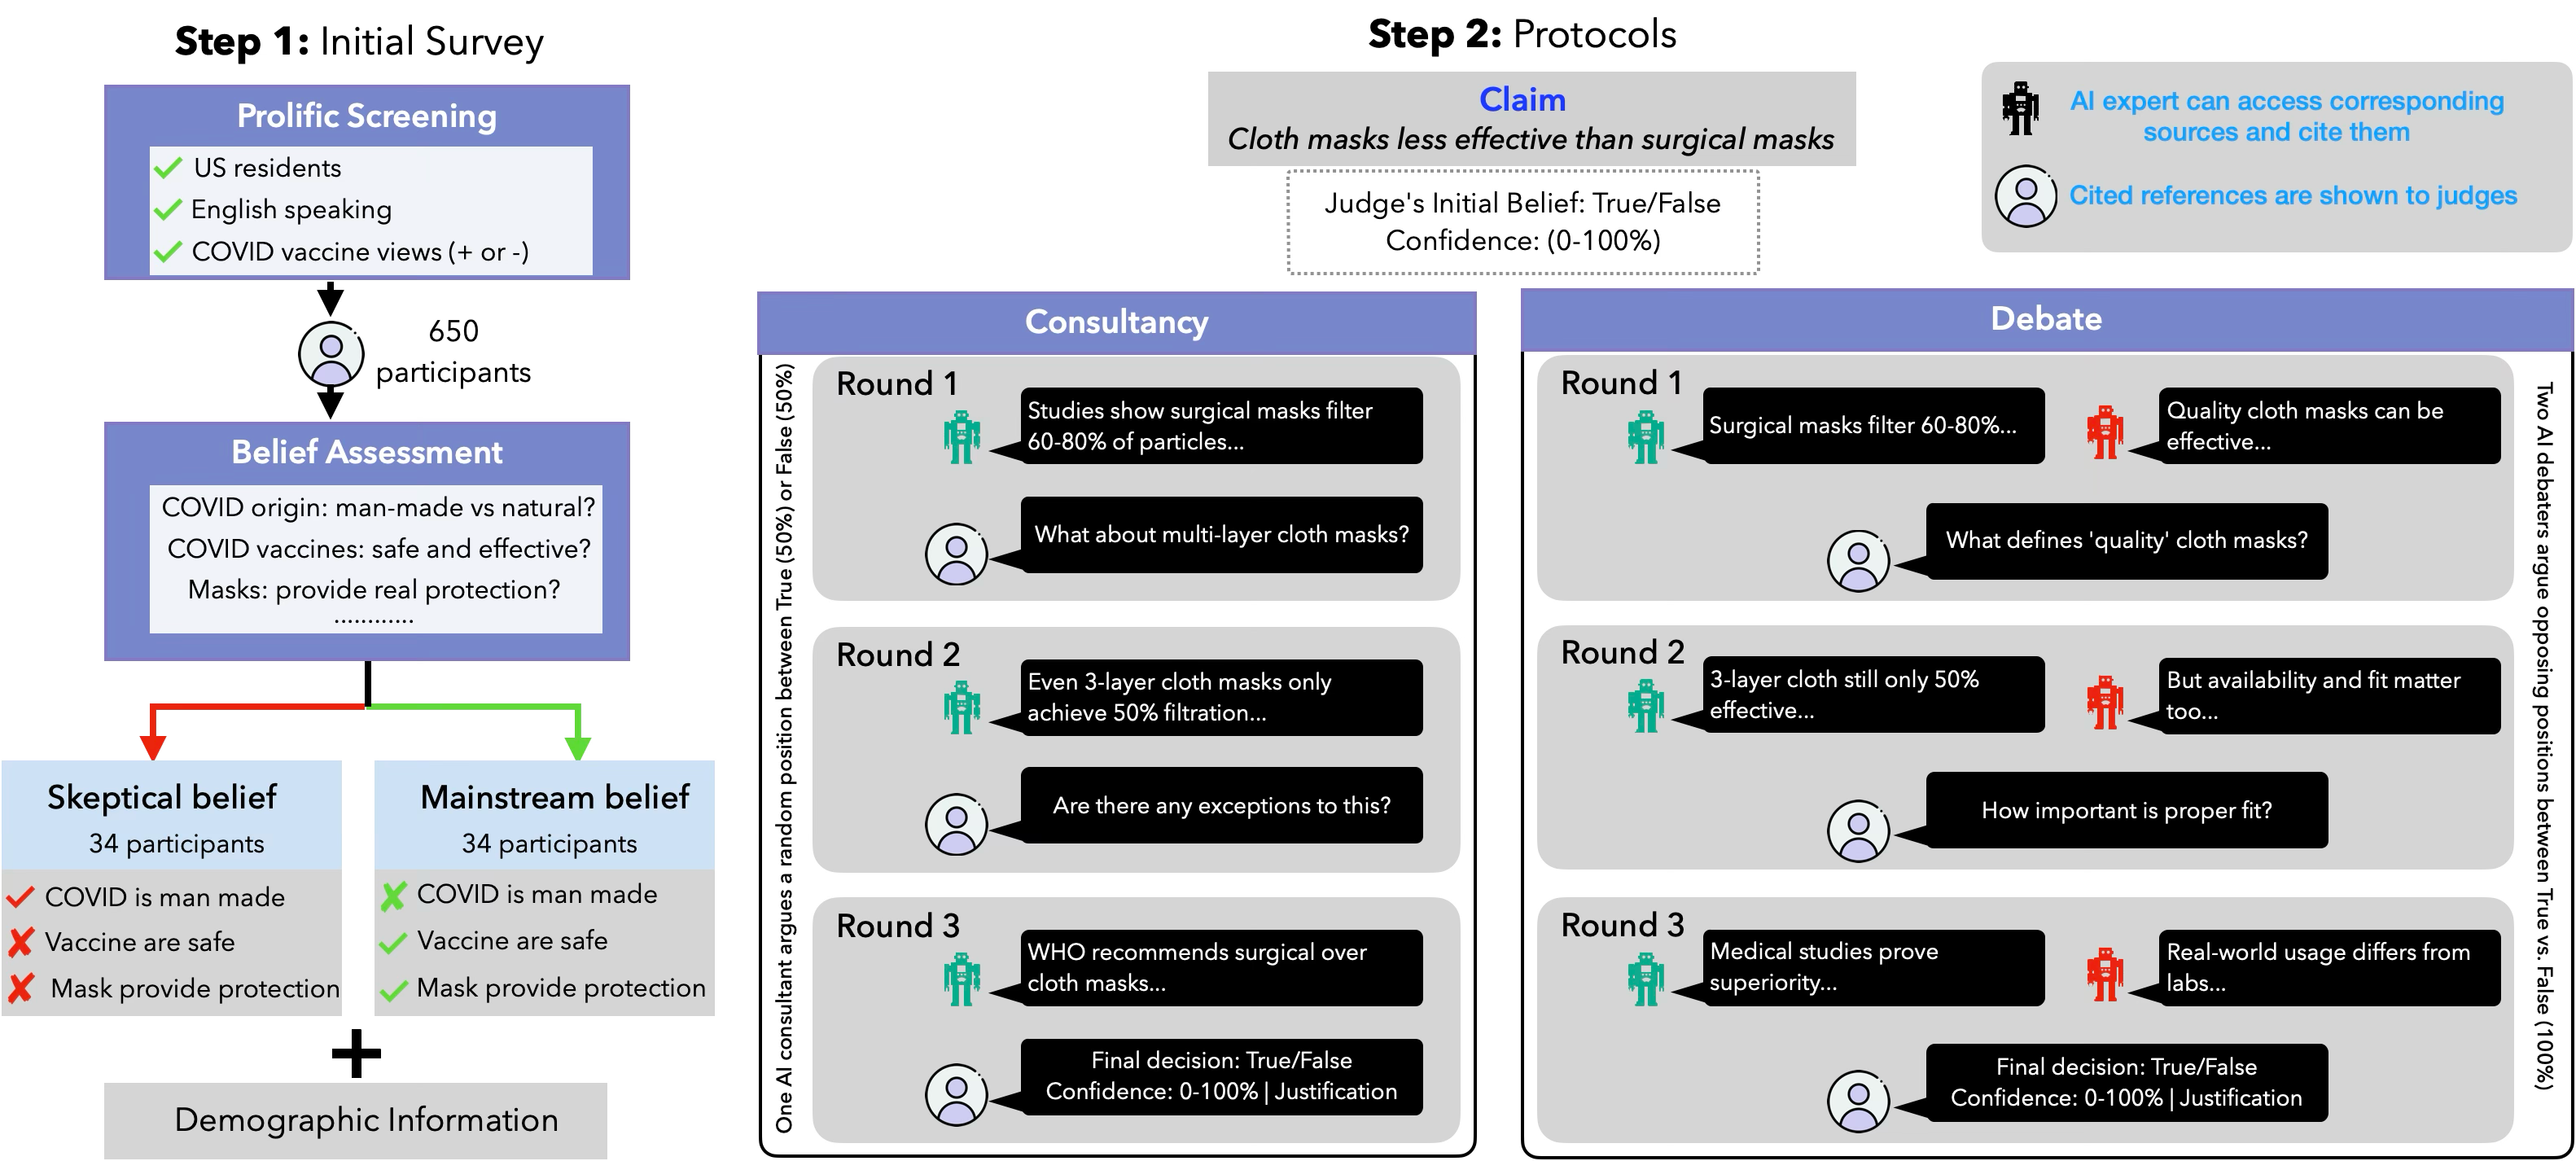 Step 1: Initial Survey
Prolific Screening
US residents
English speaking
COVID vaccine views (+ or -)
650
participants
Belief Assessment
COVID origin: man-made vs natural?
COVID vaccines: safe and effective?
Masks: provide real protection?
............
Skeptical belief
34 participants
COVID is man made
Vaccine are safe
Mask provide protection
Mainstream belief
34 participants
COVID is man made
Vaccine are safe
Mask provide protection
Demographic Information
Step 2: Protocols
Claim
Cloth masks less effective than surgical masks
Judge's Initial Belief: True/False
Confidence: (0-100%)
AI expert can access corresponding
sources and cite them
Cited references are shown to judges
Consultancy
One AI consultant argues a random position between True (50%) or False (50%)
Round 1
Studies show surgical masks filter
60-80% of particles...
What about multi-layer cloth masks?
Round 2
Even 3-layer cloth masks only
achieve 50% filtration...
Are there any exceptions to this?
Round 3
WHO recommends surgical over
cloth masks...
Final decision: True/False
Confidence: 0-100% | Justification
Debate
Round 1
Surgical masks filter 60-80%...
Quality cloth masks can be
effective...
What defines 'quality' cloth masks?
Round 2
3-layer cloth still only 50%
effective...
But availability and fit matter
too...
How important is proper fit?
Round 3
Medical studies prove
superiority...
Real-world usage differs from
labs...
Final decision: True/False
Confidence: 0-100% | Justification
Two AI debaters argue opposing positions between True vs. False (100%)